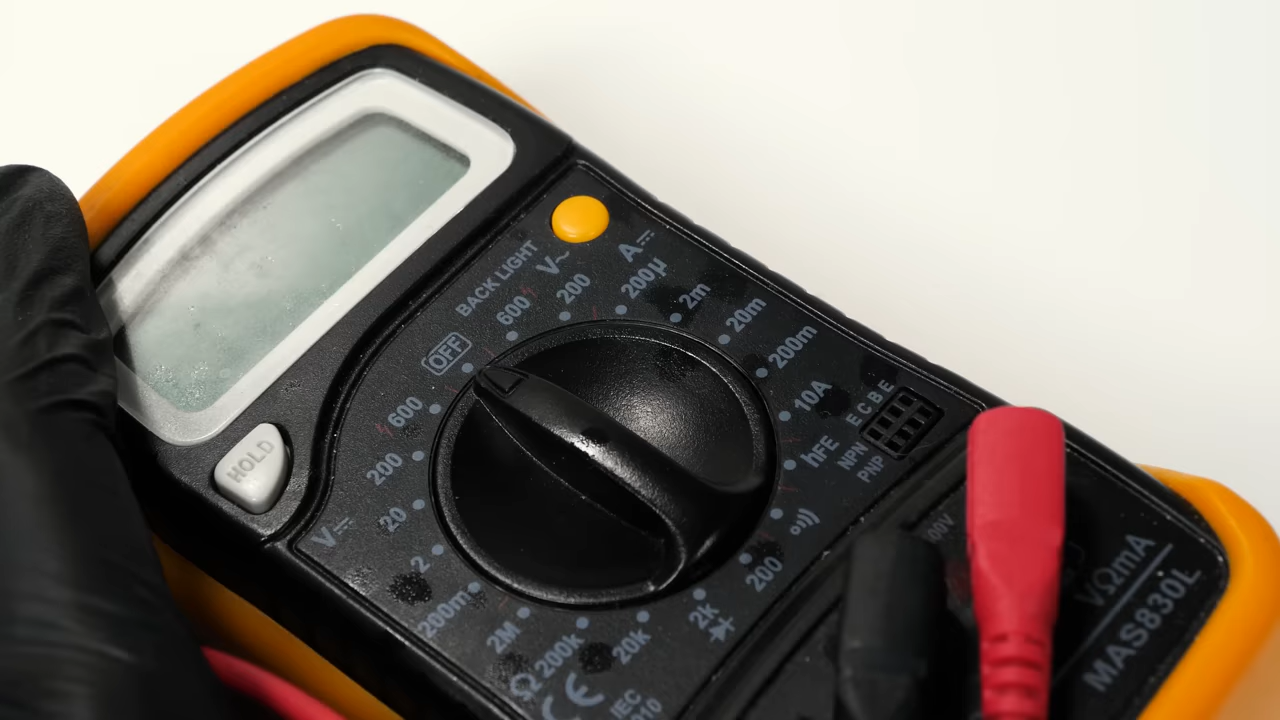 BACK LIGHT
HOLD
OFF
V~
600
200
A⎓
200µ
2m
20m
200m
10A
hFE
NPN
PNP
E C B E
200
2k
20k
200k
2M
Ω
200m
2
20
200
600
V⎓
CE
IEC
VΩmA
MAS830L